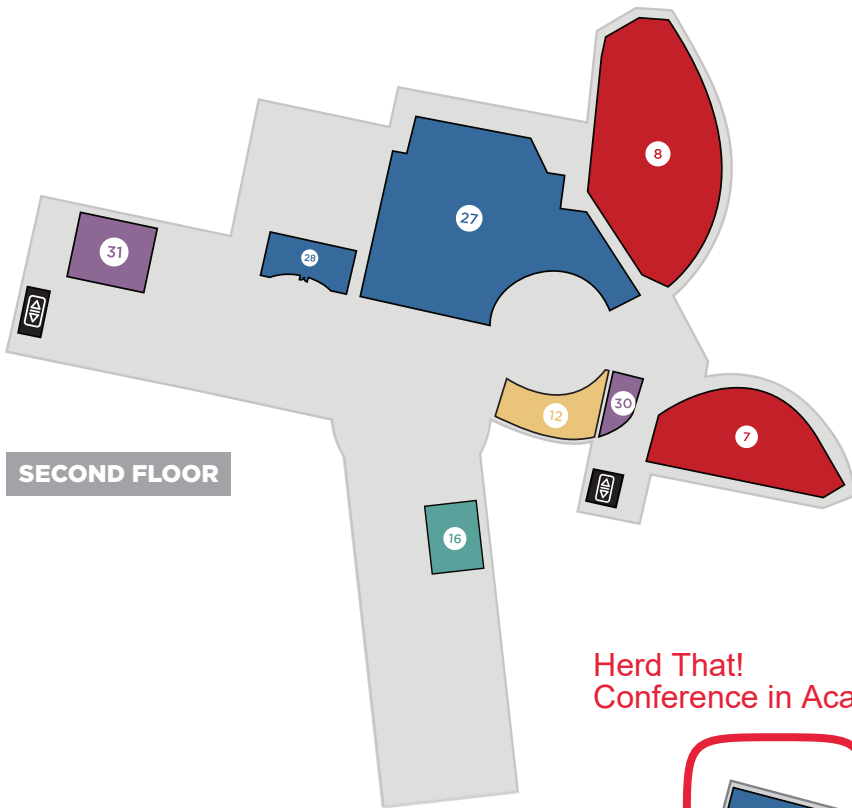 8
27
31
28
12
30
7
SECOND FLOOR
16
Herd That!
Conference in Aca